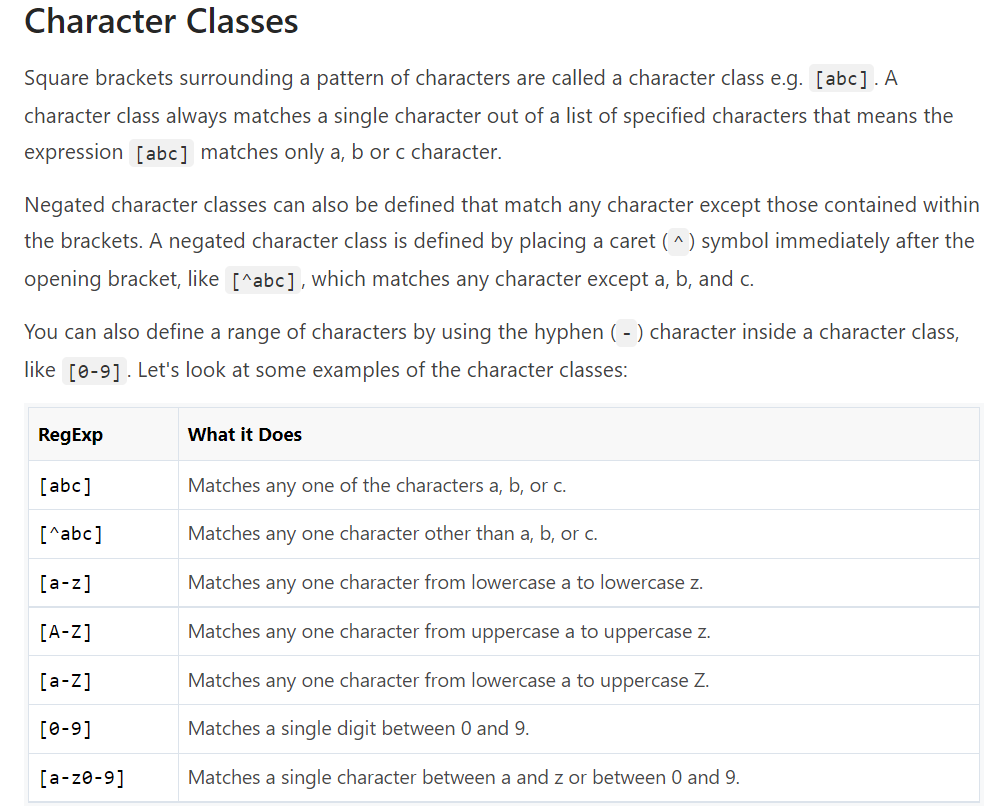 Character Classes
Square brackets surrounding a pattern of characters are called a character class e.g. [abc]. A
character class always matches a single character out of a list of specified characters that means the
expression [abc] matches only a, b or c character.
Negated character classes can also be defined that match any character except those contained within
the brackets. A negated character class is defined by placing a caret (^) symbol immediately after the
opening bracket, like [^abc], which matches any character except a, b, and c.
You can also define a range of characters by using the hyphen (-) character inside a character class,
like [0-9]. Let's look at some examples of the character classes:
RegExp What it Does
[abc] Matches any one of the characters a, b, or c.
[^abc] Matches any one character other than a, b, or c.
[a-z] Matches any one character from lowercase a to lowercase z.
[A-Z] Matches any one character from uppercase a to uppercase z.
[a-Z] Matches any one character from lowercase a to uppercase Z.
[0-9] Matches a single digit between 0 and 9.
[a-z0-9] Matches a single character between a and z or between 0 and 9.